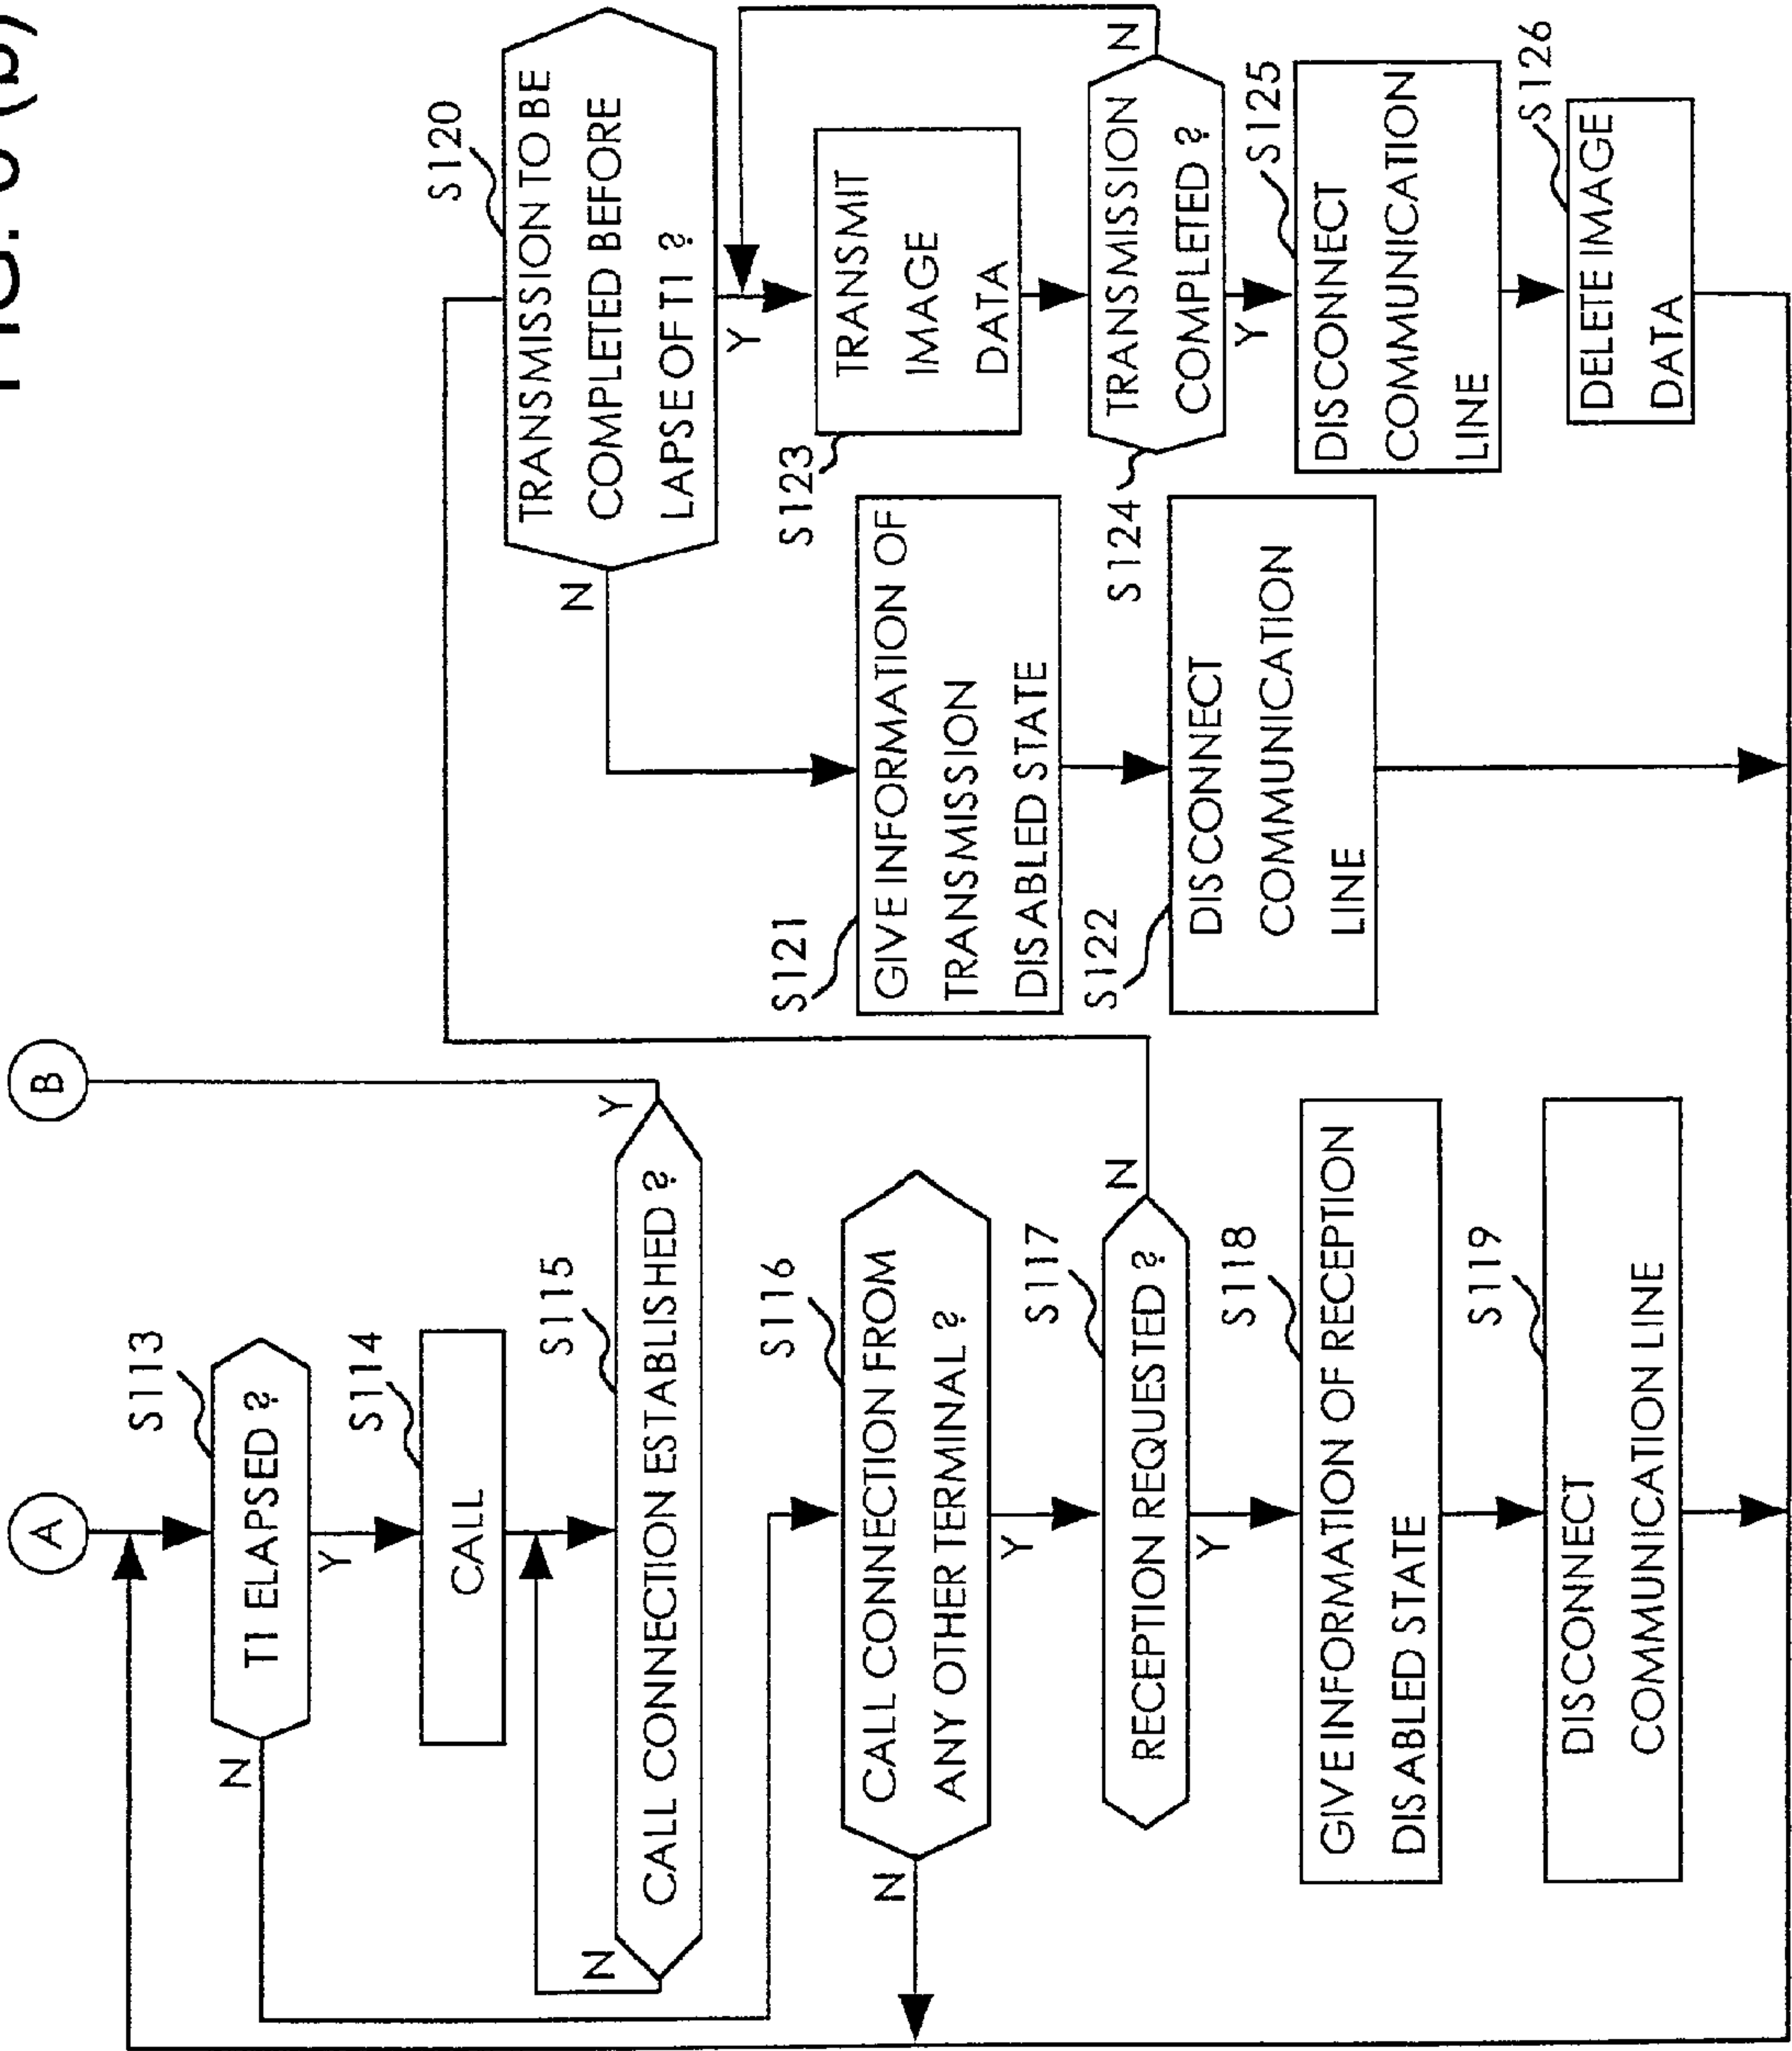 FIG. (b)
A
B
S113
T1 ELAPSED ?
N
Y
S114
CALL
S115
CALL CONNECTION ESTABLISHED ?
N
Y
S116
CALL CONNECTION FROM
ANY OTHER TERMINAL ?
N
Y
S117
RECEPTION REQUESTED ?
N
Y
S118
GIVE INFORMATION OF RECEPTION
DISABLED STATE
S119
DISCONNECT
COMMUNICATION LINE
S120
TRANSMISSION TO BE
COMPLETED BEFORE
LAPSE OF T1 ?
N
Y
S121
GIVE INFORMATION OF
TRANSMISSION
DISABLED STATE
S122
DISCONNECT
COMMUNICATION
LINE
S123
TRANSMIT
IMAGE
DATA
S124
TRANSMISSION
COMPLETED ?
N
Y
S125
DISCONNECT
COMMUNICATION
LINE
S126
DELETE IMAGE
DATA